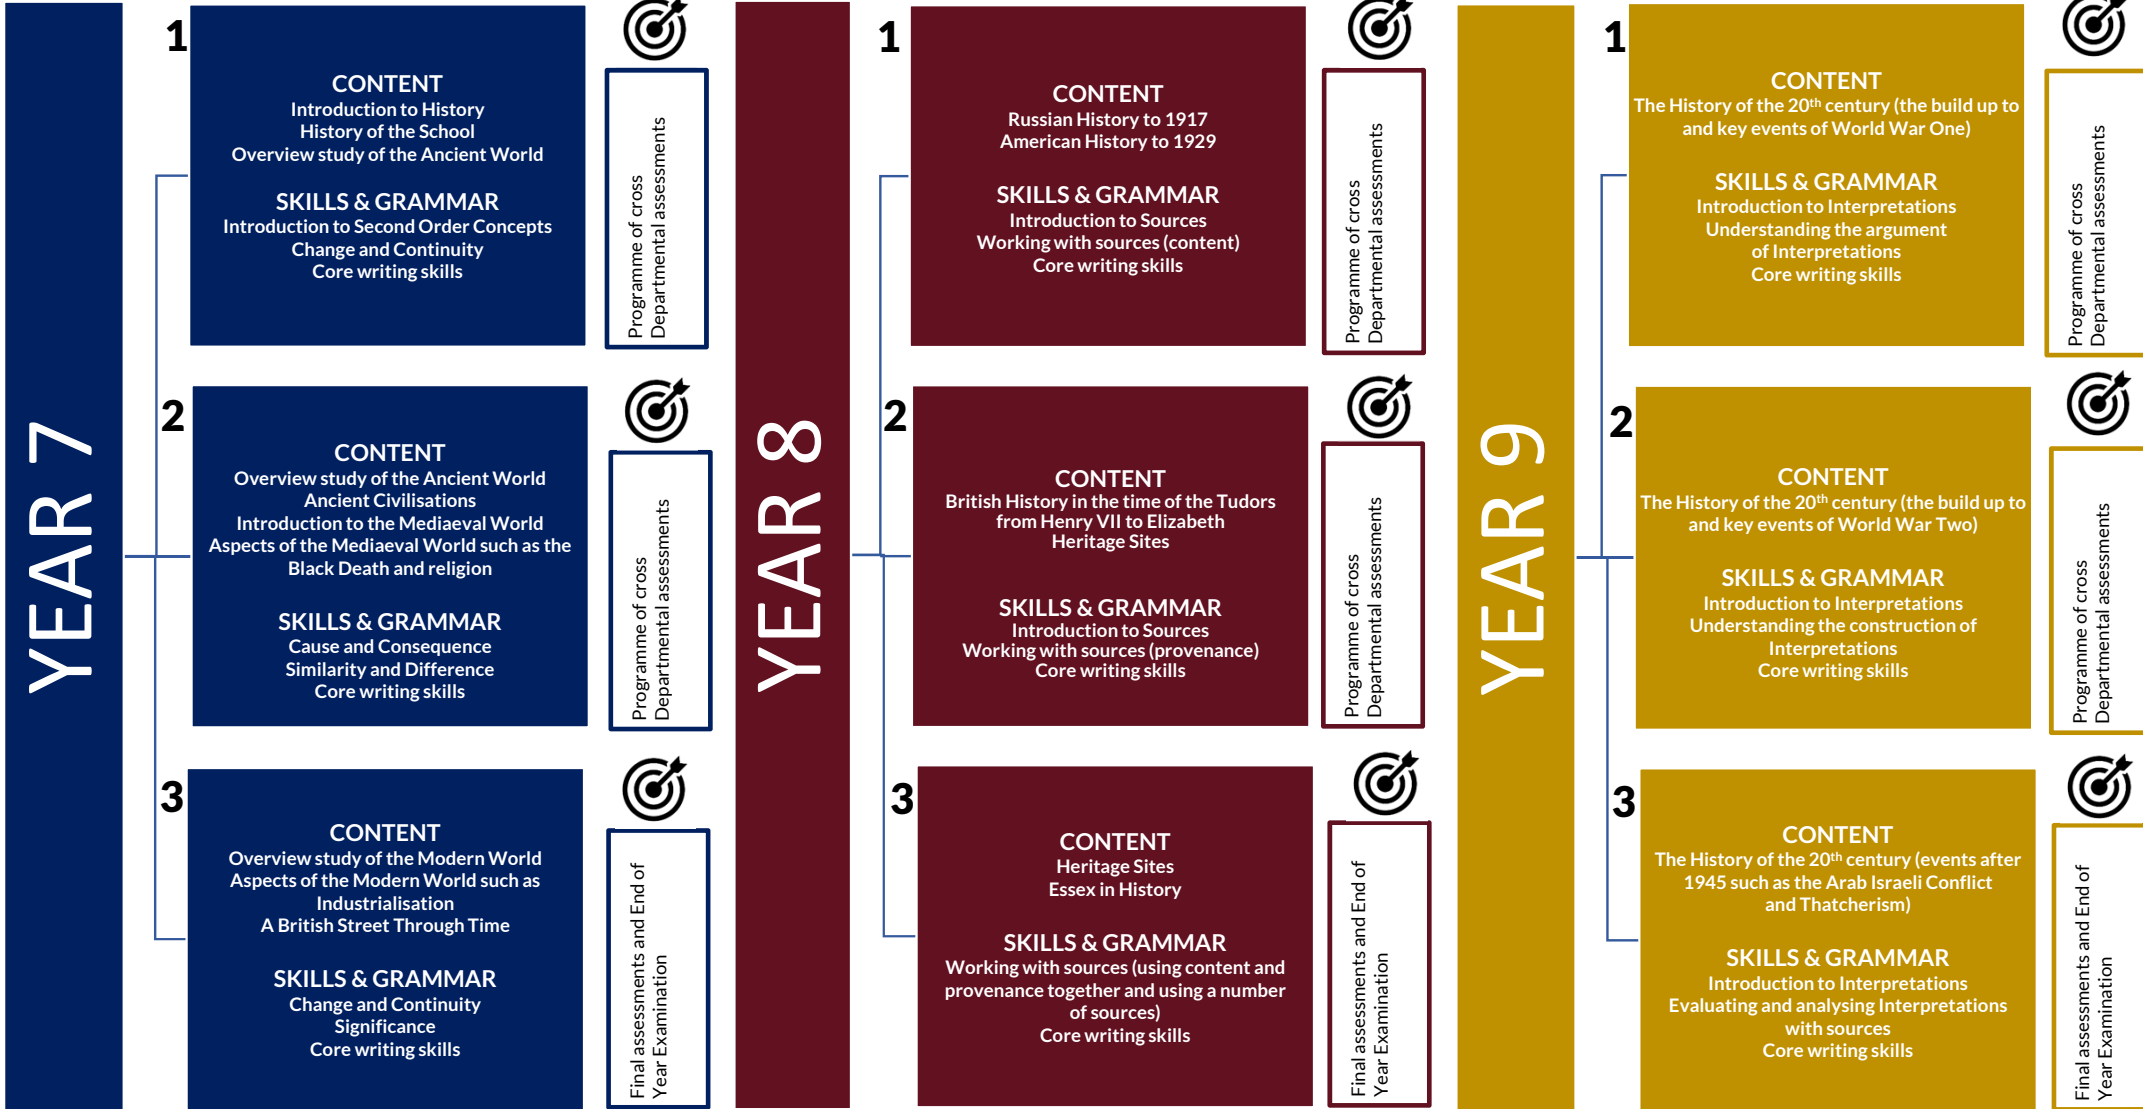 YEAR 7
1
CONTENT
Introduction to History
History of the School
Overview study of the Ancient World
SKILLS & GRAMMAR
Introduction to Second Order Concepts
Change and Continuity
Core writing skills
Programme of cross
Departmental assessments
2
CONTENT
Overview study of the Ancient World
Ancient Civilisations
Introduction to the Mediaeval World
Aspects of the Mediaeval World such as the
Black Death and religion
SKILLS & GRAMMAR
Cause and Consequence
Similarity and Difference
Core writing skills
Programme of cross
Departmental assessments
3
CONTENT
Overview study of the Modern World
Aspects of the Modern World such as
Industrialisation
A British Street Through Time
SKILLS & GRAMMAR
Change and Continuity
Significance
Core writing skills
Final assessments and End of
Year Examination
YEAR 8
1
CONTENT
Russian History to 1917
American History to 1929
SKILLS & GRAMMAR
Introduction to Sources
Working with sources (content)
Core writing skills
Programme of cross
Departmental assessments
2
CONTENT
British History in the time of the Tudors
from Henry VII to Elizabeth
Heritage Sites
SKILLS & GRAMMAR
Introduction to Sources
Working with sources (provenance)
Core writing skills
Programme of cross
Departmental assessments
3
CONTENT
Heritage Sites
Essex in History
SKILLS & GRAMMAR
Working with sources (using content and
provenance together and using a number
of sources)
Core writing skills
Final assessments and End of
Year Examination
YEAR 9
1
CONTENT
The History of the 20th century (the build up to
and key events of World War One)
SKILLS & GRAMMAR
Introduction to Interpretations
Understanding the argument
of Interpretations
Core writing skills
Programme of cross
Departmental assessments
2
CONTENT
The History of the 20th century (the build up to
and key events of World War Two)
SKILLS & GRAMMAR
Introduction to Interpretations
Understanding the construction of
Interpretations
Core writing skills
Programme of cross
Departmental assessments
3
CONTENT
The History of the 20th century (events after
1945 such as the Arab Israeli Conflict
and Thatcherism)
SKILLS & GRAMMAR
Introduction to Interpretations
Evaluating and analysing Interpretations
with sources
Core writing skills
Final assessments and End of
Year Examination